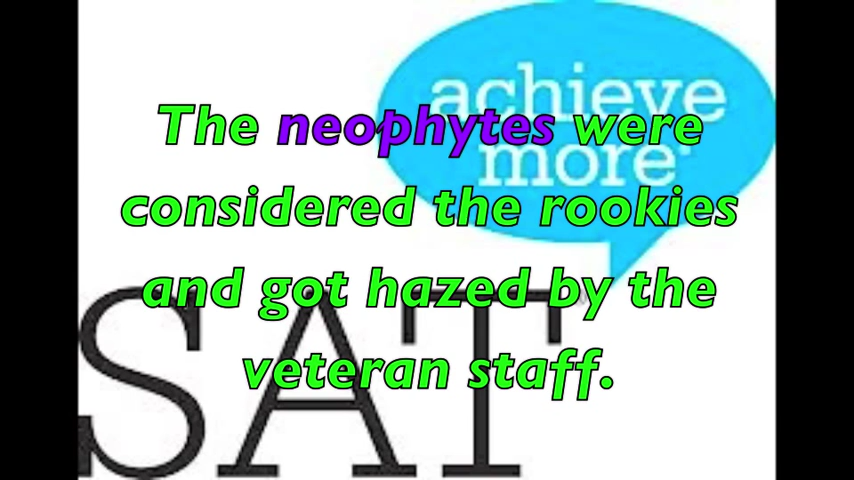 achieve
more
The neophytes were
considered the rookies
and got hazed by the
veteran staff.
SAT